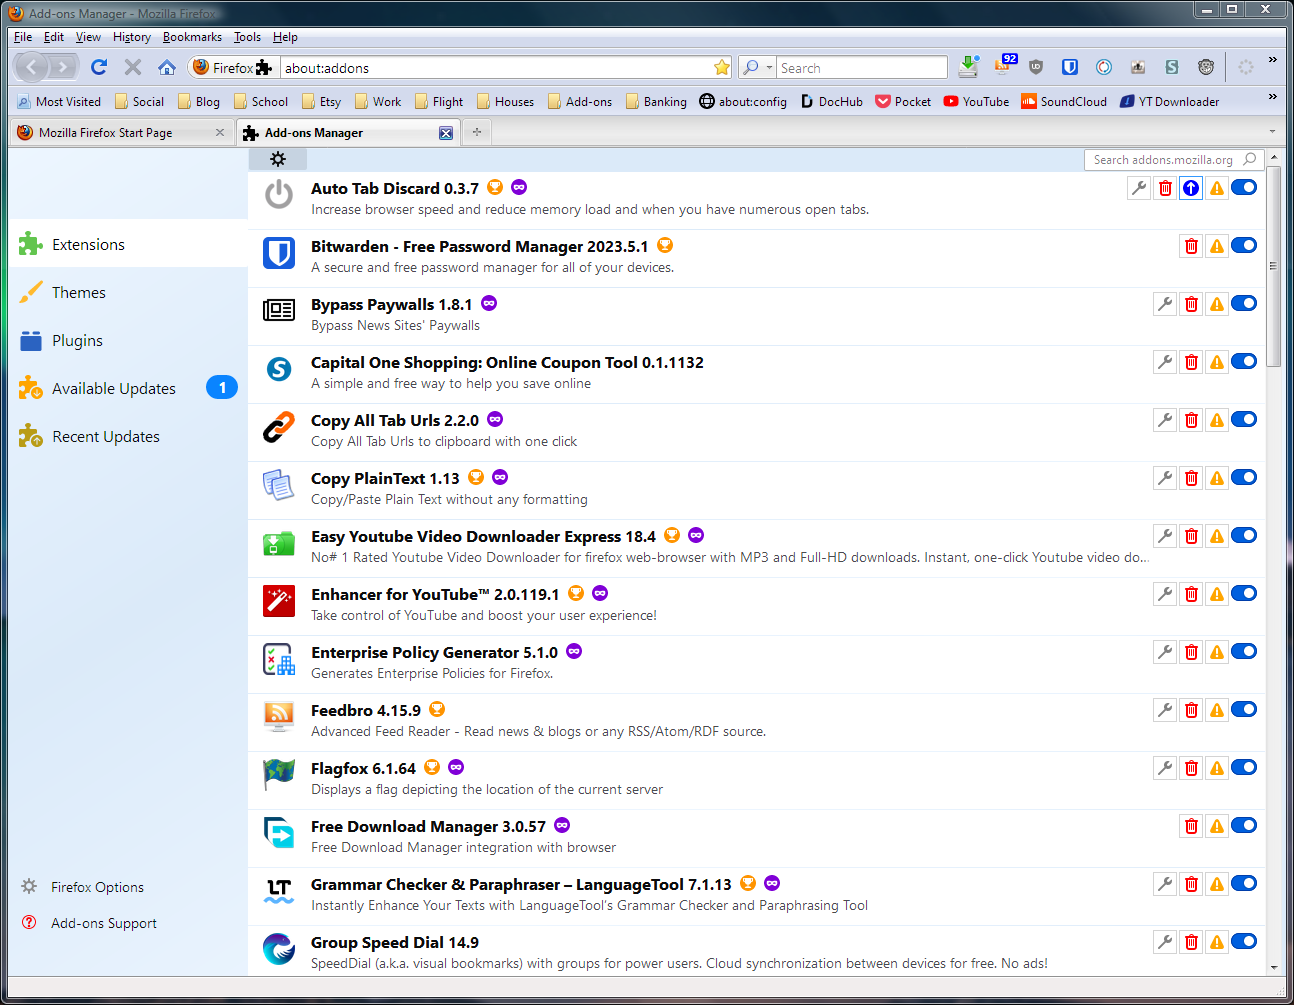 Add-ons Manager - Mozilla Firefox
File Edit View History Bookmarks Tools Help
Firefox about:addons Search 92
Most Visited Social Blog School Etsy Work Flight Houses Add-ons Banking about:config DocHub Pocket YouTube SoundCloud YT Downloader
Mozilla Firefox Start Page Add-ons Manager
Search addons.mozilla.org
Extensions
Themes
Plugins
Available Updates 1
Recent Updates
Firefox Options
Add-ons Support
Auto Tab Discard 0.3.7
Increase browser speed and reduce memory load and when you have numerous open tabs.
Bitwarden - Free Password Manager 2023.5.1
A secure and free password manager for all of your devices.
Bypass Paywalls 1.8.1
Bypass News Sites' Paywalls
Capital One Shopping: Online Coupon Tool 0.1.1132
A simple and free way to help you save online
Copy All Tab Urls 2.2.0
Copy All Tab Urls to clipboard with one click
Copy PlainText 1.13
Copy/Paste Plain Text without any formatting
Easy Youtube Video Downloader Express 18.4
No# 1 Rated Youtube Video Downloader for firefox web-browser with MP3 and Full-HD downloads. Instant, one-click Youtube video do...
Enhancer for YouTube™ 2.0.119.1
Take control of YouTube and boost your user experience!
Enterprise Policy Generator 5.1.0
Generates Enterprise Policies for Firefox.
Feedbro 4.15.9
Advanced Feed Reader - Read news & blogs or any RSS/Atom/RDF source.
Flagfox 6.1.64
Displays a flag depicting the location of the current server
Free Download Manager 3.0.57
Free Download Manager integration with browser
LT
Grammar Checker & Paraphraser – LanguageTool 7.1.13
Instantly Enhance Your Texts with LanguageTool's Grammar Checker and Paraphrasing Tool
Group Speed Dial 14.9
SpeedDial (a.k.a. visual bookmarks) with groups for power users. Cloud synchronization between devices for free. No ads!